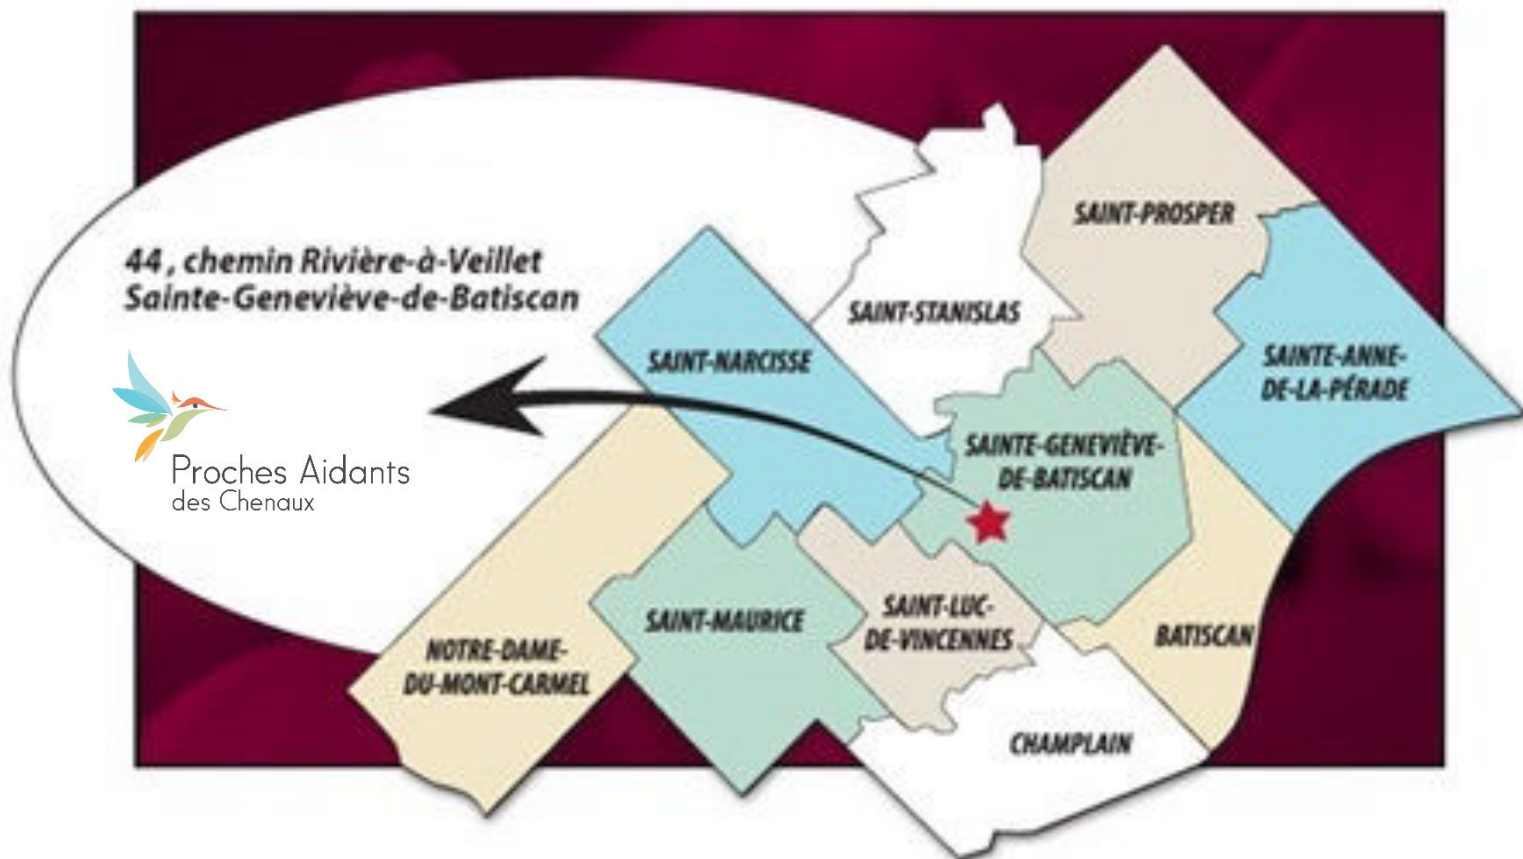 44, chemin Rivière-à-Veillet
Sainte-Geneviève-de-Batiscan
Proches Aidants
des Chenaux
SAINT-PROSPER
SAINT-STANISLAS
SAINT-NARCISSE
SAINTE-ANNE-
DE-LA-PÉRADE
SAINTE-GENEVIÈVE-
DE-BATISCAN
SAINT-MAURICE
SAINT-LUC-
DE-VINCENNES
BATISCAN
NOTRE-DAME-
DU-MONT-CARMEL
CHAMPLAIN